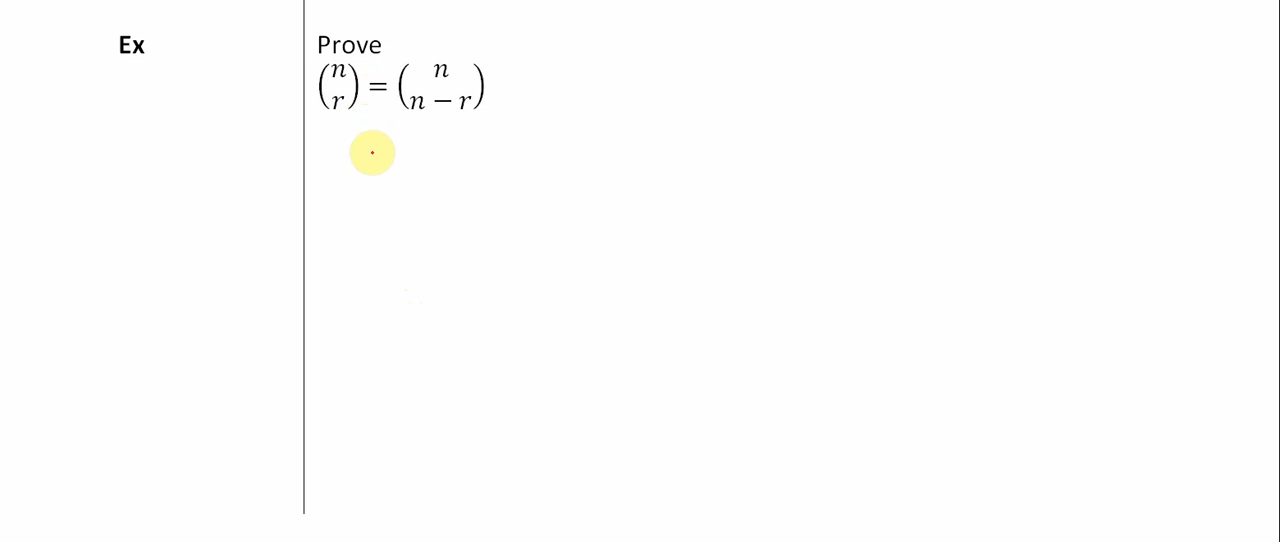 Ex
Prove
(n r) = (n n − r)